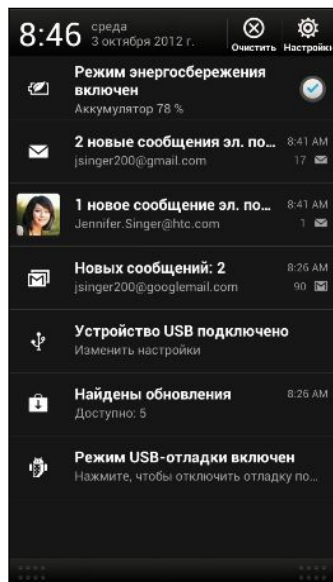 8:46
среда
3 октября 2012 г.
Очистить
Настройки
Режим энергосбережения
включен
Аккумулятор 78 %
2 новые сообщения эл. по...
8:41 AM
jsinger200@gmail.com
17
1 новое сообщение эл. по...
8:41 AM
Jennifer.Singer@htc.com
1
Новых сообщений: 2
8:26 AM
jsinger200@googlemail.com
90
Устройство USB подключено
Изменить настройки
Найдены обновления
8:26 AM
Доступно: 5
Режим USB-отладки включен
Нажмите, чтобы отключить отладку по...